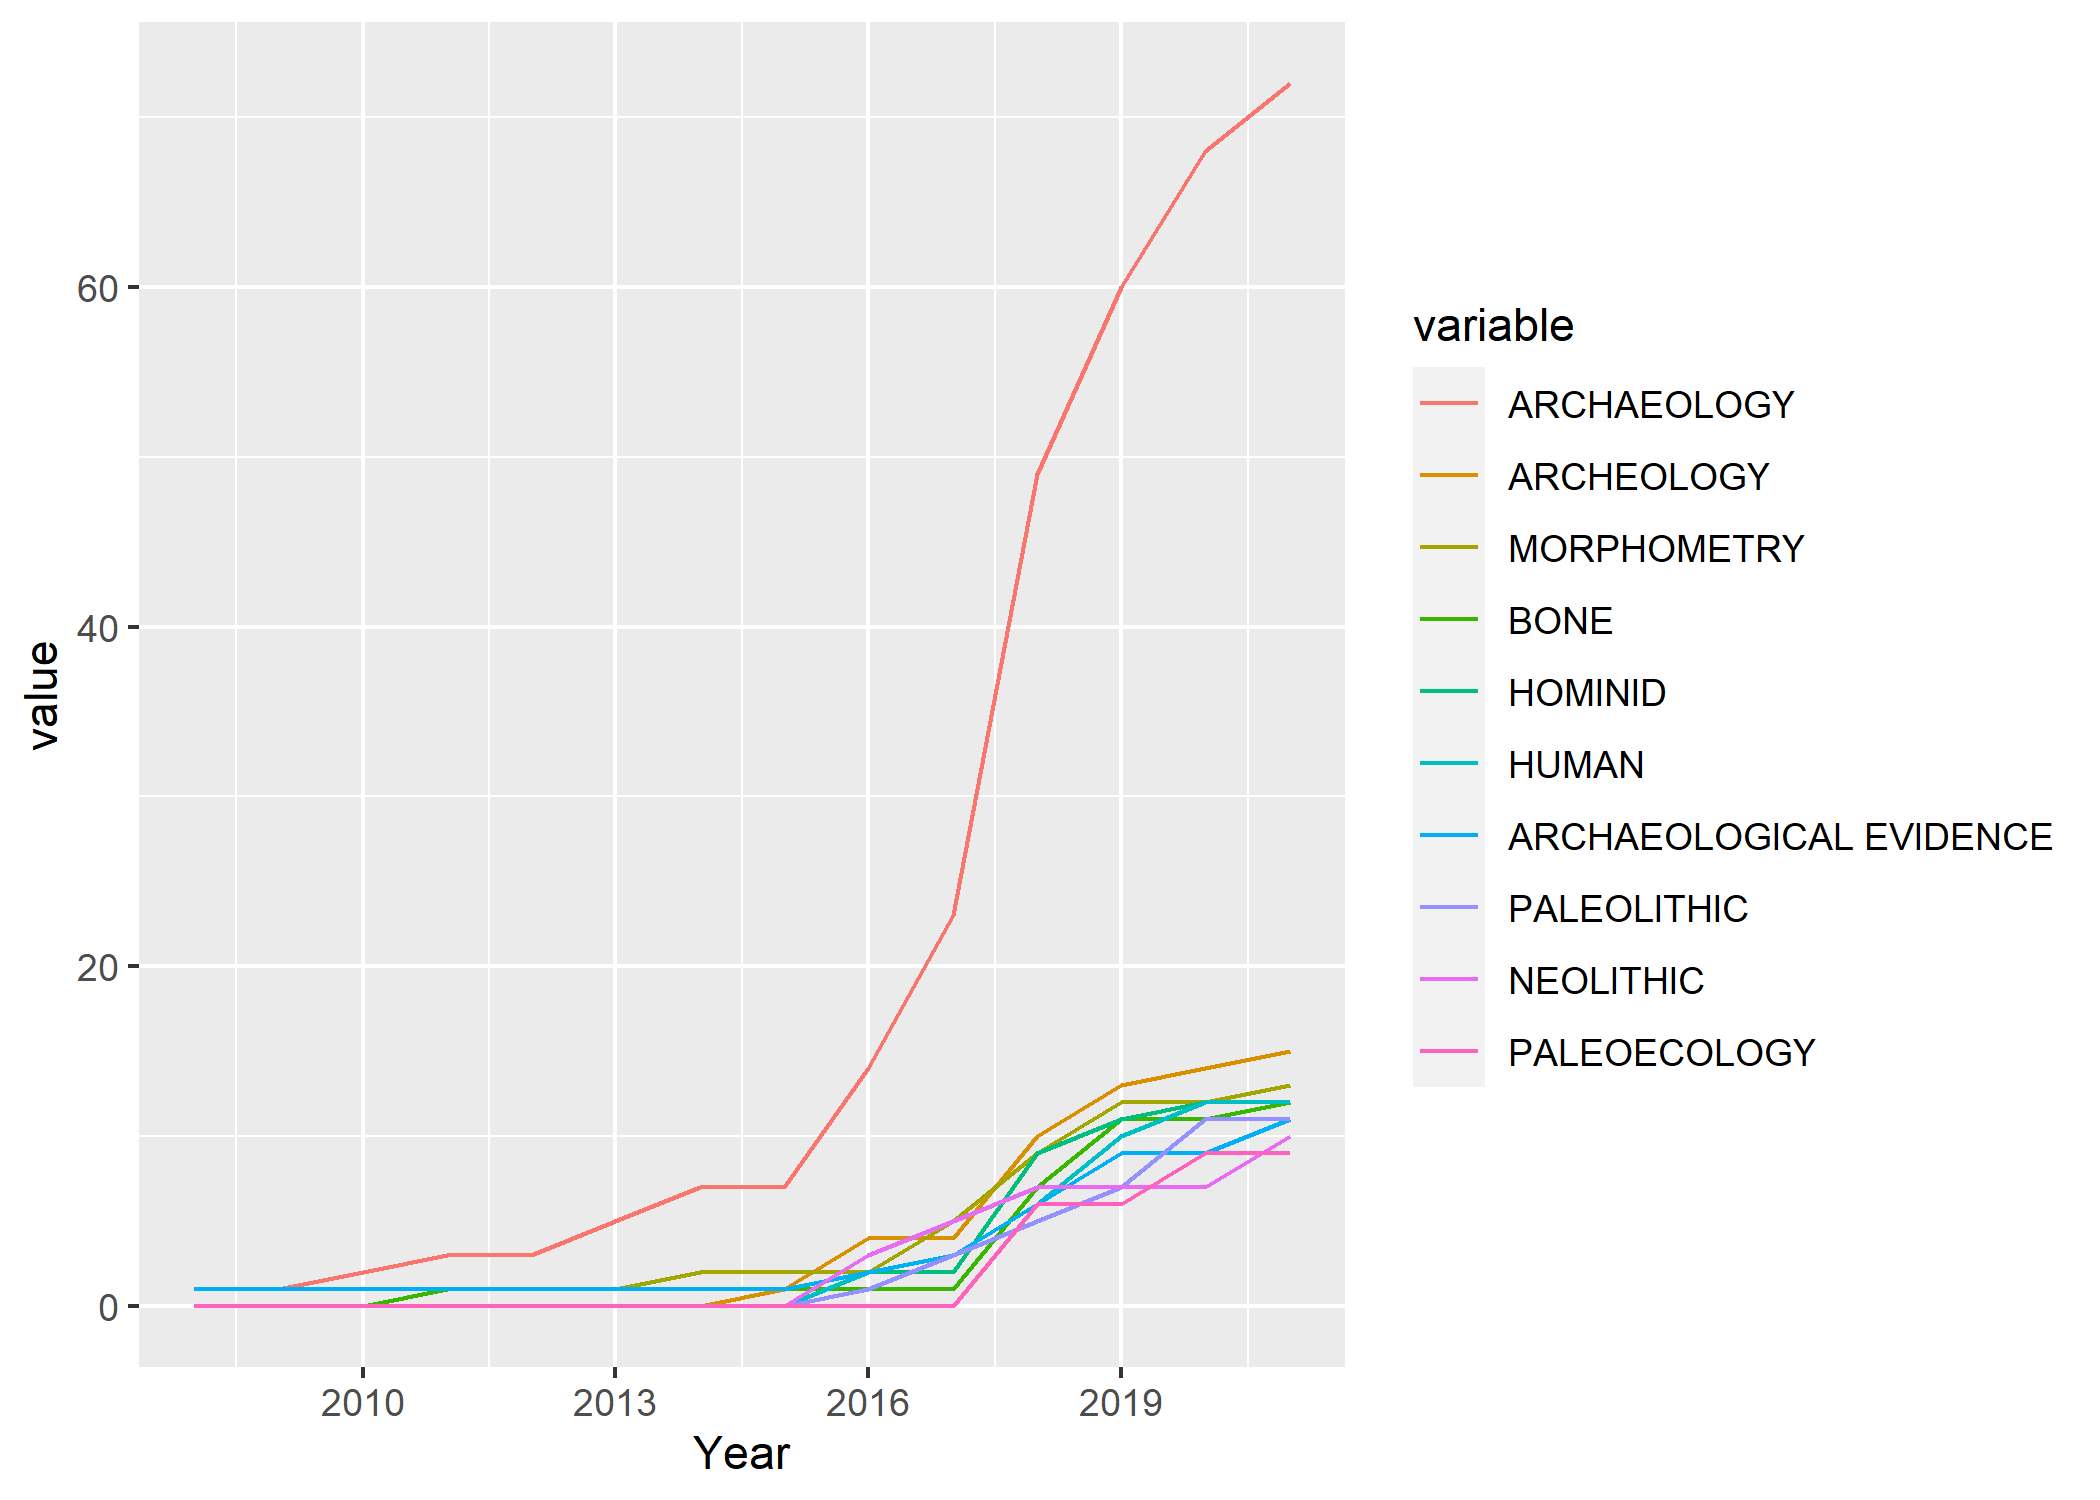 60
40
20
0
value
2010
2013
2016
2019
Year
variable
ARCHAEOLOGY
ARCHEOLOGY
MORPHOMETRY
BONE
HOMINID
HUMAN
ARCHAEOLOGICAL EVIDENCE
PALEOLITHIC
NEOLITHIC
PALEOECOLOGY